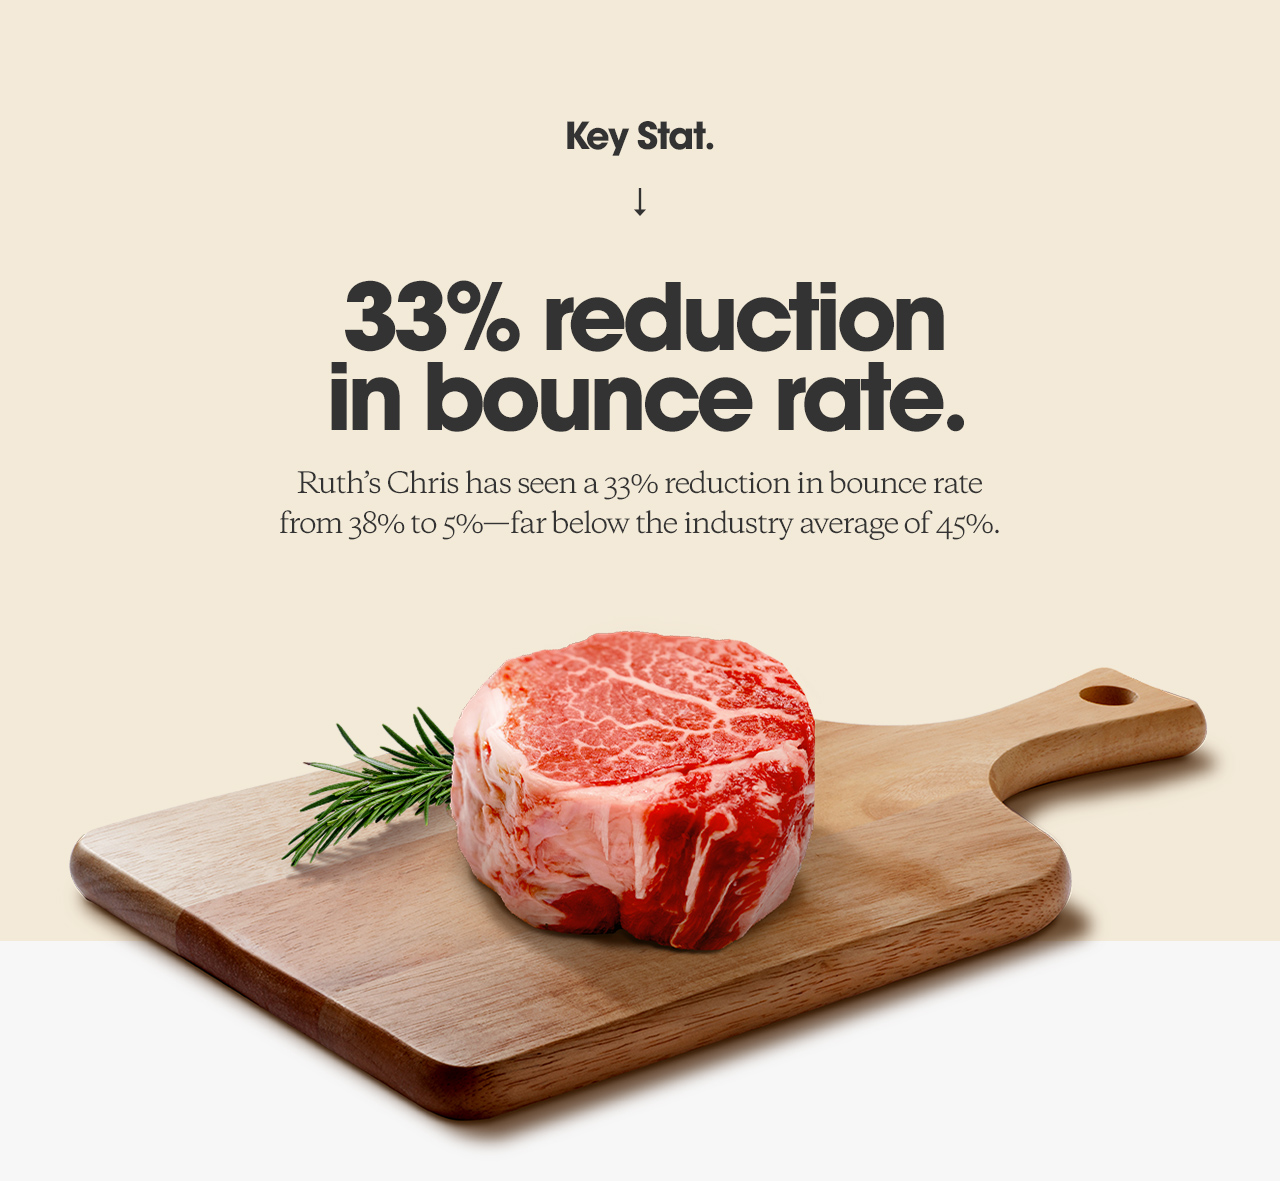 Key Stat.
↓
33% reduction
in bounce rate.
Ruth’s Chris has seen a 33% reduction in bounce rate
from 38% to 5%—far below the industry average of 45%.